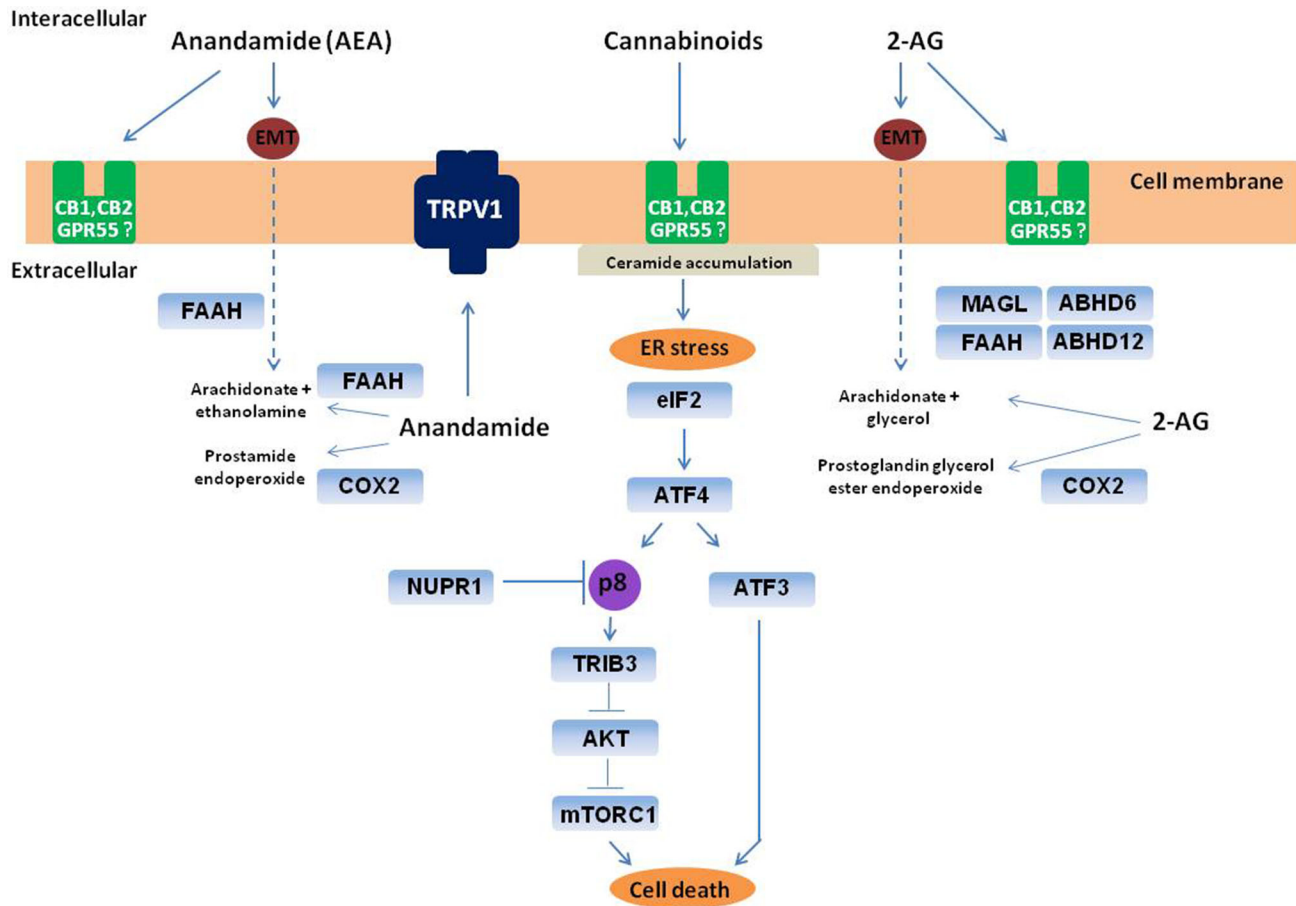 Interacellular
Anandamide (AEA)
Cannabinoids
2-AG
EMT
EMT
Cell membrane
CB1,CB2
GPR55 ?
TRPV1
CB1,CB2
GPR55 ?
CB1,CB2
GPR55 ?
Extracellular
Ceramide accumulation
FAAH
MAGL
ABHD6
FAAH
ABHD12
ER stress
FAAH
Arachidonate +
ethanolamine
eIF2
Arachidonate +
glycerol
Anandamide
2-AG
Prostamide
endoperoxide
COX2
Prostoglandin glycerol
ester endoperoxide
COX2
ATF4
NUPR1
p8
ATF3
TRIB3
AKT
mTORC1
Cell death